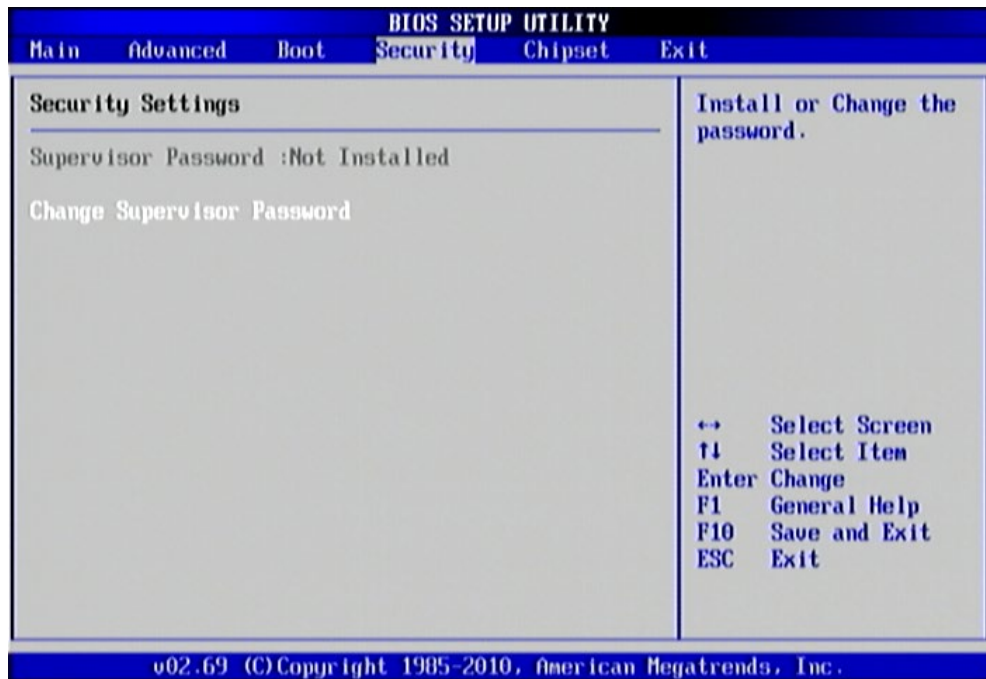 BIOS SETUP UTILITY
Main Advanced Boot Security Chipset Exit
Security Settings
Supervisor Password :Not Installed
Change Supervisor Password
Install or Change the
password.
←→ Select Screen
↑↓ Select Item
Enter Change
F1 General Help
F10 Save and Exit
ESC Exit
v02.69 (C)Copyright 1985-2010, American Megatrends, Inc.